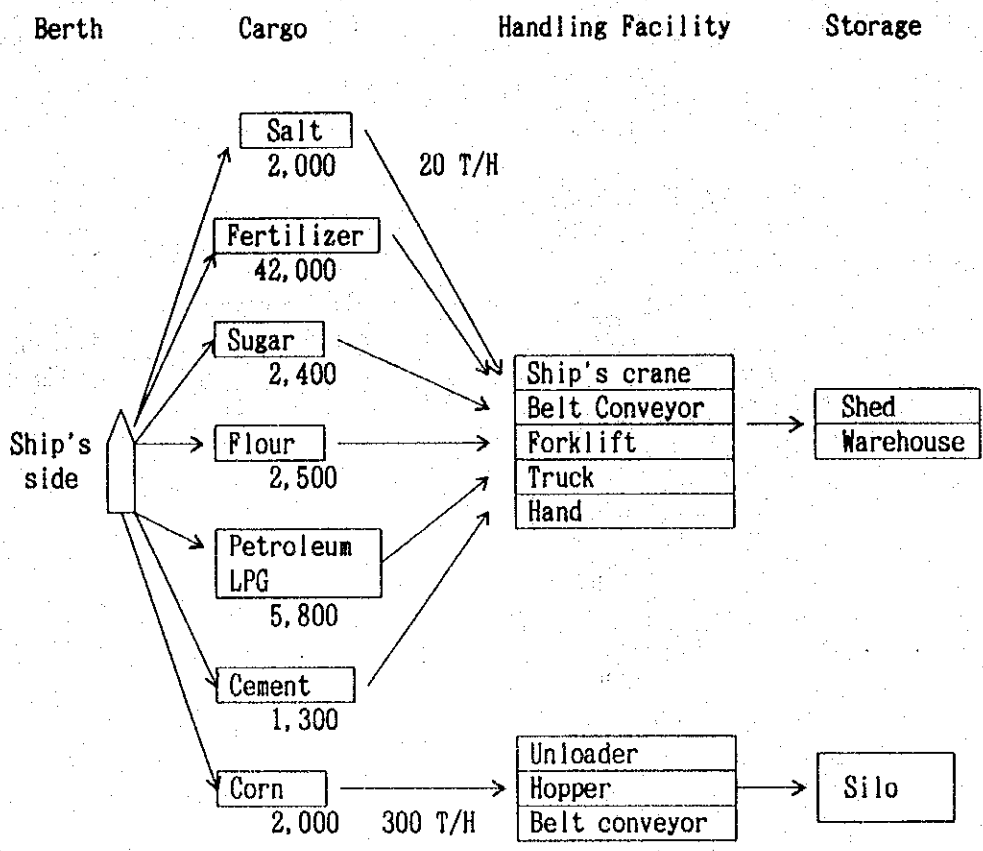 Berth Cargo Handling Facility Storage
Salt
2,000 20 T/H
Fertilizer
42,000
Sugar
2,400
Ship's side
Flour
2,500
Petroleum
LPG
5,800
Cement
1,300
Corn
2,000 300 T/H
Ship's crane
Belt Conveyor
Forklift
Truck
Hand
Shed
Warehouse
Unloader
Hopper
Belt conveyor
Silo